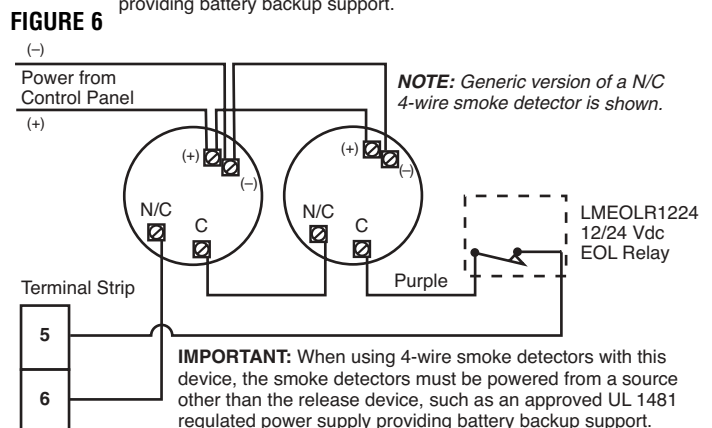 providing battery backup support.
FIGURE 6
(–)
Power from
Control Panel
(+)
NOTE: Generic version of a N/C
4-wire smoke detector is shown.
(+)
(–)
(+)
(–)
N/C
C
N/C
C
LMEOLR1224
12/24 Vdc
EOL Relay
Purple
Terminal Strip
5
6
IMPORTANT: When using 4-wire smoke detectors with this
device, the smoke detectors must be powered from a source
other than the release device, such as an approved UL 1481
regulated power supply providing battery backup support.